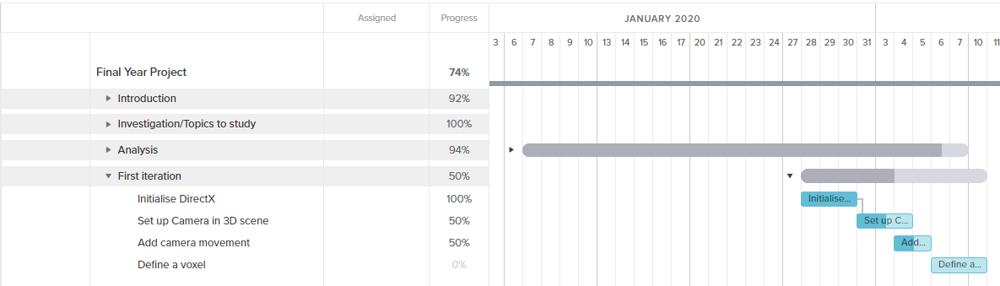 Assigned Progress JANUARY 2020
3 6 7 8 9 10 13 14 15 16 17 20 21 22 23 24 27 28 29 30 31 3 4 5 6 7 10 11
Final Year Project 74%
Introduction 92%
Investigation/Topics to study 100%
Analysis 94%
First iteration 50%
Initialise DirectX 100% Initialise...
Set up Camera in 3D scene 50% Set up C...
Add camera movement 50% Add...
Define a voxel 0% Define a...